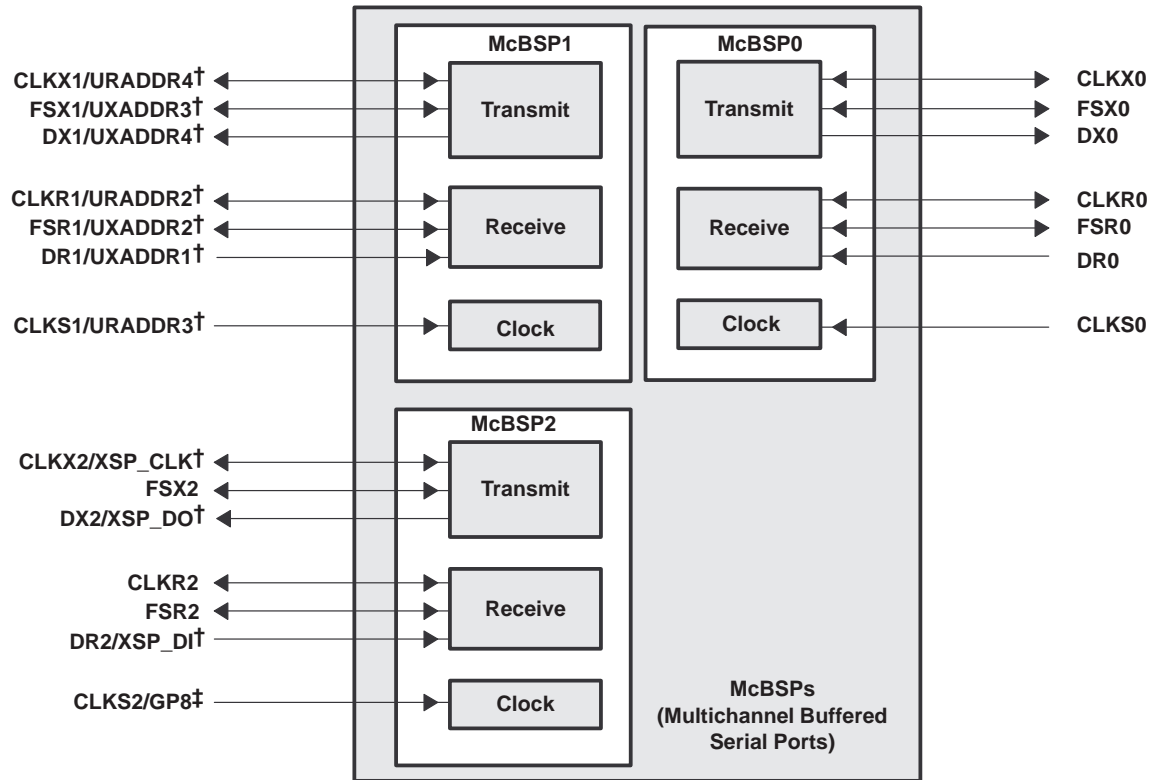 McBSP1
McBSP0
CLKX1/URADDR4†
FSX1/UXADDR3†
DX1/UXADDR4†
Transmit
Transmit
CLKX0
FSX0
DX0
CLKR1/URADDR2†
FSR1/UXADDR2†
DR1/UXADDR1†
Receive
Receive
CLKR0
FSR0
DR0
CLKS1/URADDR3†
Clock
Clock
CLKS0
McBSP2
CLKX2/XSP_CLK†
FSX2
DX2/XSP_DO†
Transmit
CLKR2
FSR2
DR2/XSP_DI†
Receive
CLKS2/GP8‡
Clock
McBSPs
(Multichannel Buffered
Serial Ports)